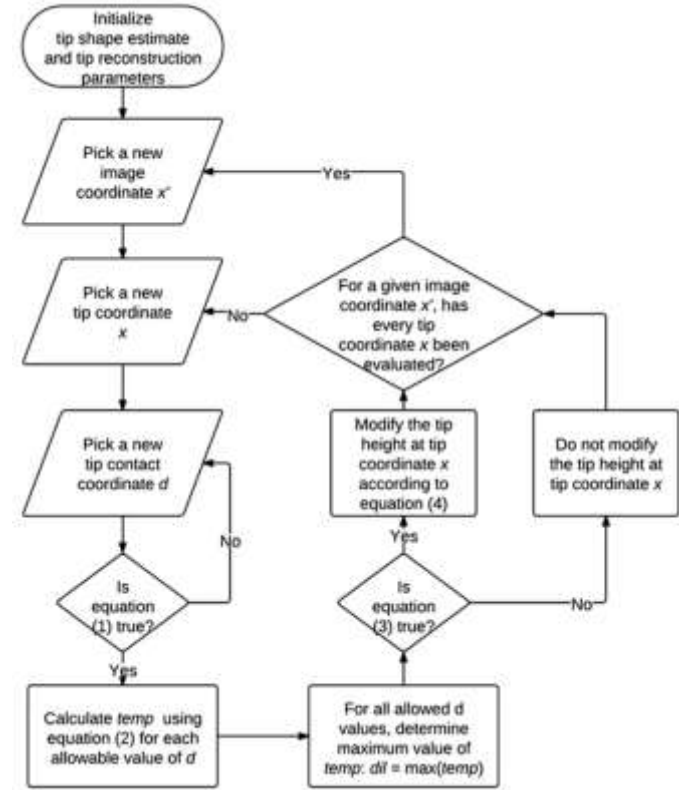 Initialize
tip shape estimate
and tip reconstruction
parameters
Pick a new
image
coordinate x'
Yes
Pick a new
tip coordinate
x
No
For a given image
coordinate x', has
every tip
coordinate x been
evaluated?
Pick a new
tip contact
coordinate d
Modify the tip
height at tip
coordinate x
according to
equation (4)
Do not modify
the tip height at
tip coordinate x
No
Yes
Is
equation
(1) true?
Is
equation
(3) true?
No
Yes
Calculate temp using
equation (2) for each
allowable value of d
For all allowed d
values, determine
maximum value of
temp: dil = max(temp)